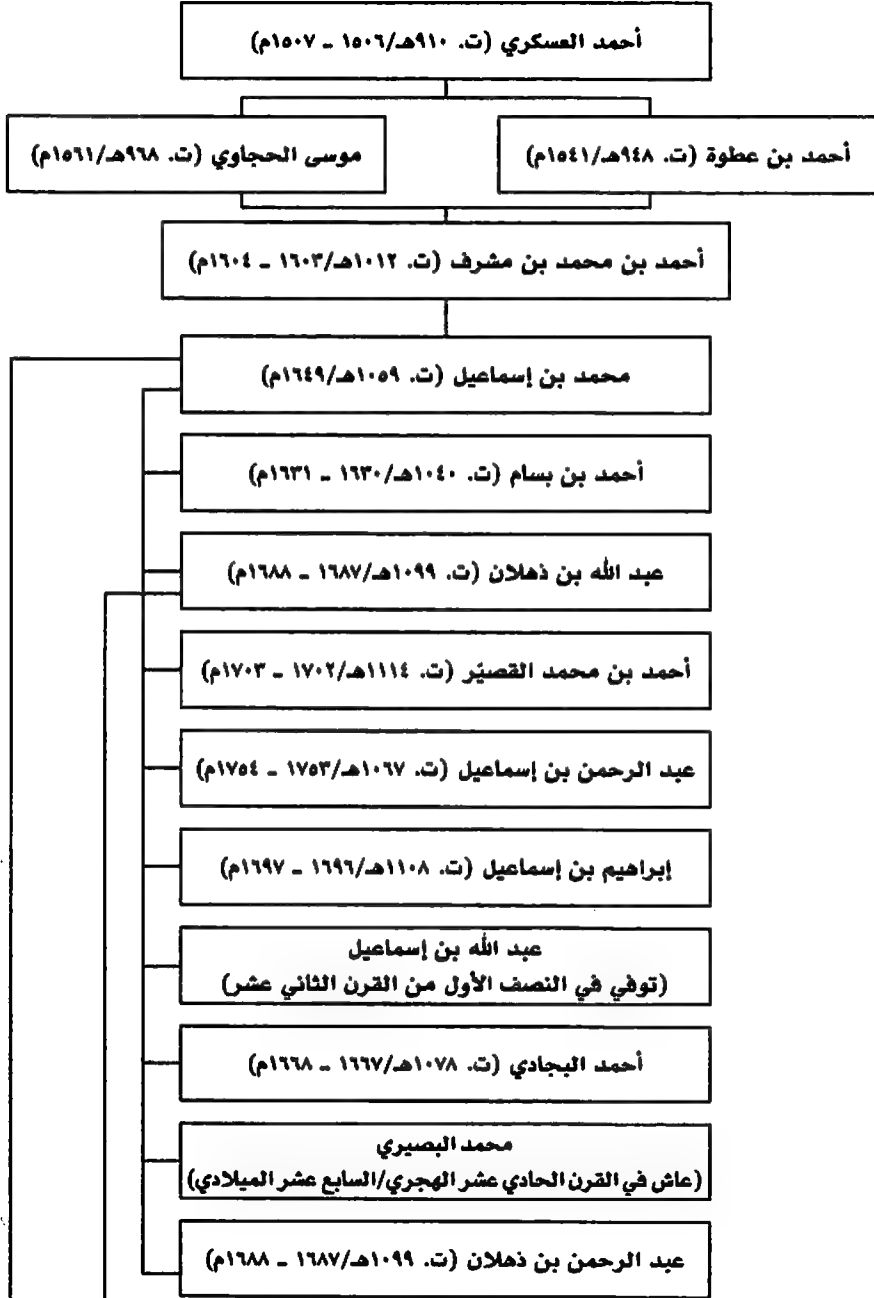 أحمد العسكري (ت. ٩١٠هـ/١٥٠٦ ـ ١٥٠٧م)
أحمد بن عطوة (ت. ٩٤٨هـ/١٥٤١م)
موسى الحجاوي (ت. ٩٦٨هـ/١٥٦١م)
أحمد بن محمد بن مشرف (ت. ١٠١٢هـ/١٦٠٣ ـ ١٦٠٤م)
محمد بن إسماعيل (ت. ١٠٥٩هـ/١٦٤٩م)
أحمد بن بسام (ت. ١٠٤٠هـ/١٦٣٠ ـ ١٦٣١م)
عبد الله بن ذهلان (ت. ١٠٩٩هـ/١٦٨٧ ـ ١٦٨٨م)
أحمد بن محمد القصيّر (ت. ١١١٤هـ/١٧٠٢ ـ ١٧٠٣م)
عبد الرحمن بن إسماعيل (ت. ١٠٦٧هـ/١٧٥٣ ـ ١٧٥٤م)
إبراهيم بن إسماعيل (ت. ١١٠٨هـ/١٦٩٦ ـ ١٦٩٧م)
عبد الله بن إسماعيل
(توفي في النصف الأول من القرن الثاني عشر)
أحمد البجادي (ت. ١٠٧٨هـ/١٦٦٧ ـ ١٦٦٨م)
محمد البصيري
(عاش في القرن الحادي عشر الهجري/السابع عشر الميلادي)
عبد الرحمن بن ذهلان (ت. ١٠٩٩هـ/١٦٨٧ ـ ١٦٨٨م)